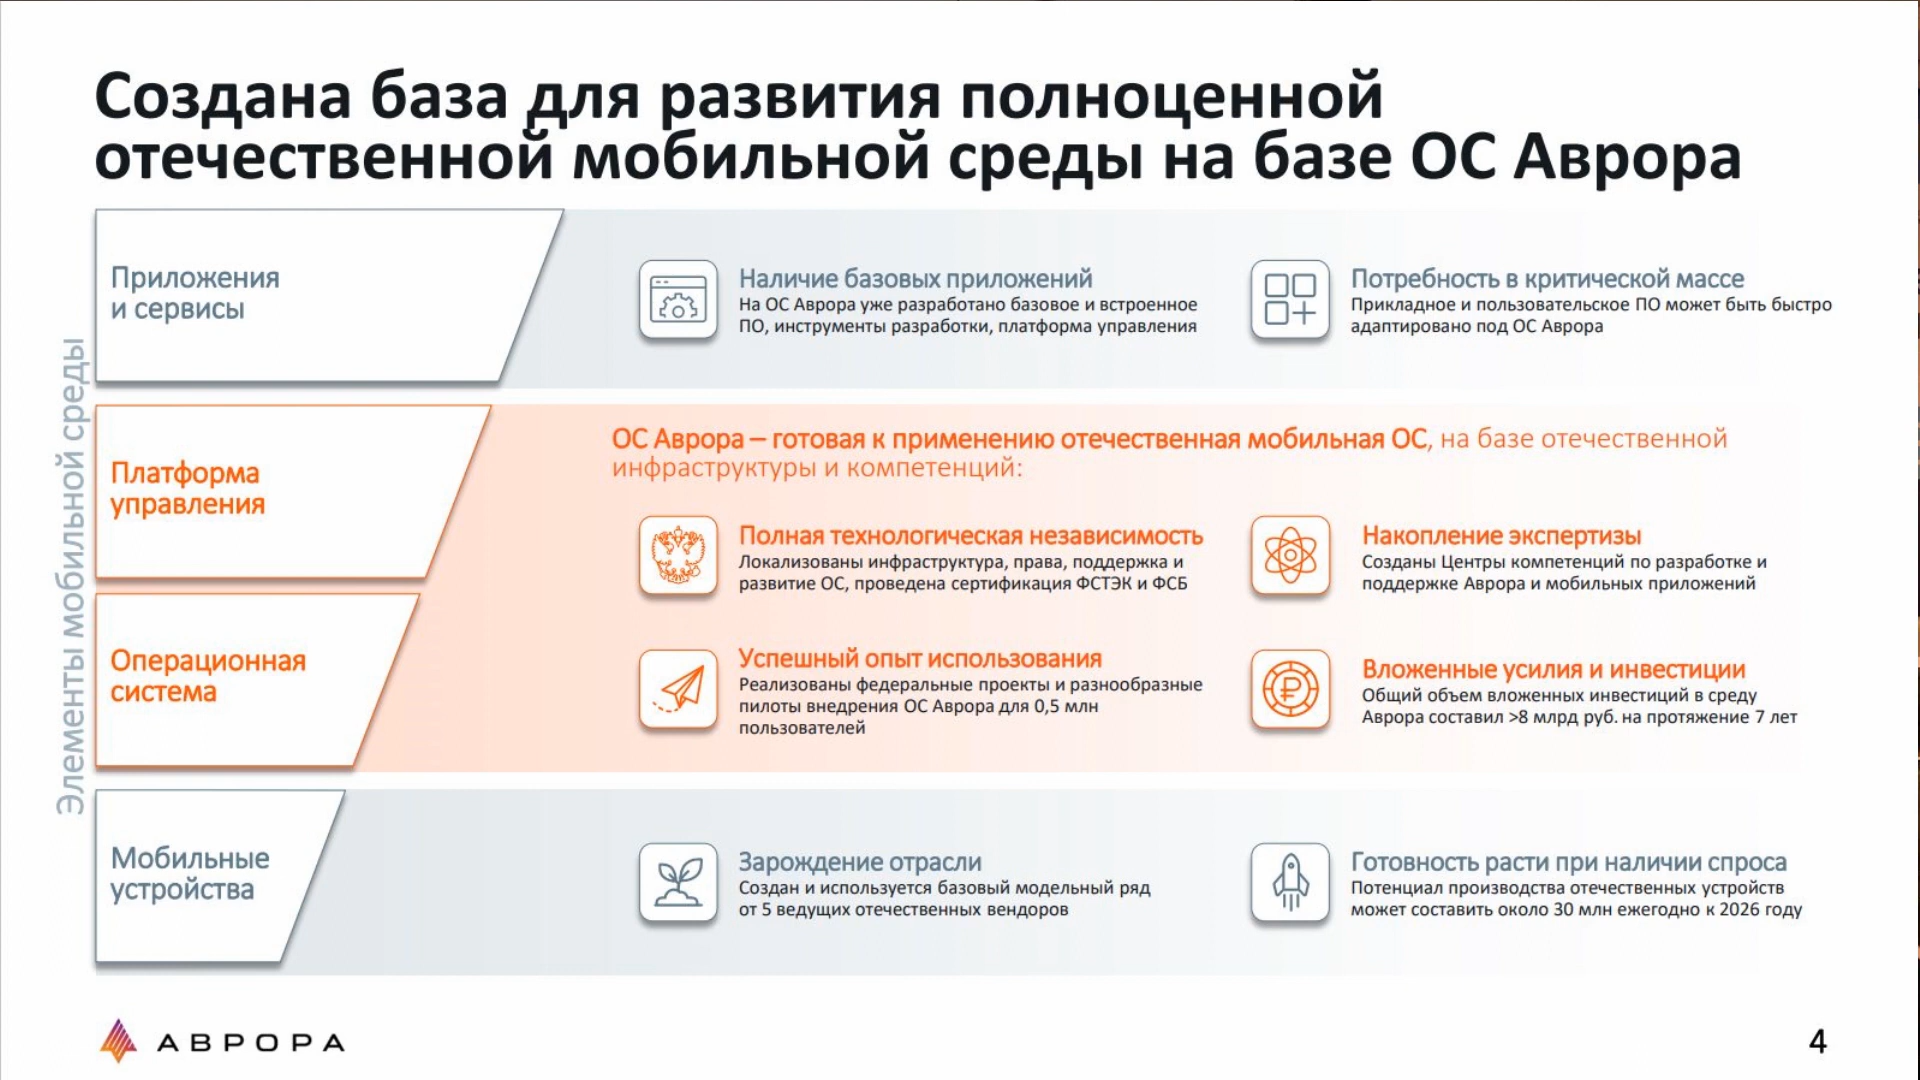 Создана база для развития полноценной
отечественной мобильной среды на базе ОС Аврора
Элементы мобильной среды
Приложения
и сервисы
Наличие базовых приложений
На ОС Аврора уже разработано базовое и встроенное
ПО, инструменты разработки, платформа управления
Потребность в критической массе
Прикладное и пользовательское ПО может быть быстро
адаптировано под ОС Аврора
Платформа
управления
ОС Аврора – готовая к применению отечественная мобильная ОС, на базе отечественной
инфраструктуры и компетенций:
Полная технологическая независимость
Локализованы инфраструктура, права, поддержка и
развитие ОС, проведена сертификация ФСТЭК и ФСБ
Накопление экспертизы
Созданы Центры компетенций по разработке и
поддержке Аврора и мобильных приложений
Операционная
система
Успешный опыт использования
Реализованы федеральные проекты и разнообразные
пилоты внедрения ОС Аврора для 0,5 млн
пользователей
Вложенные усилия и инвестиции
Общий объем вложенных инвестиций в среду
Аврора составил >8 млрд руб. на протяжение 7 лет
Мобильные
устройства
Зарождение отрасли
Создан и используется базовый модельный ряд
от 5 ведущих отечественных вендоров
Готовность расти при наличии спроса
Потенциал производства отечественных устройств
может составить около 30 млн ежегодно к 2026 году
АВРОРА
4